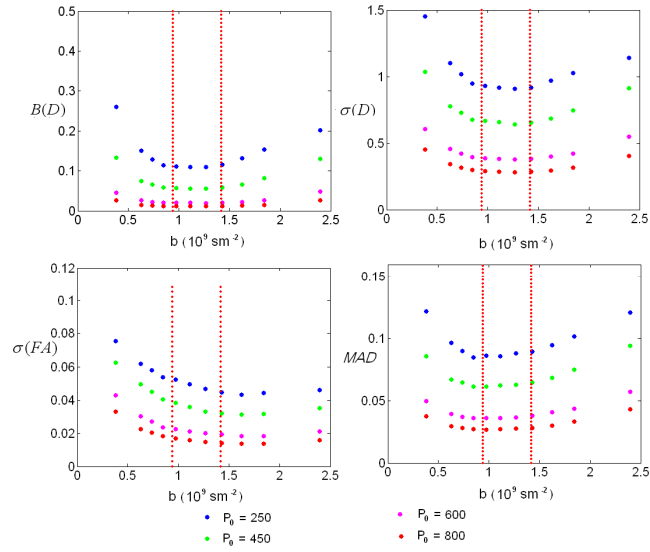 0.5
0.4
0.3
0.2
0.1
0
B(D)
0 0.5 1 1.5 2 2.5
b (10⁹ sm⁻²)
1.5
1
0.5
0
σ(D)
0 0.5 1 1.5 2 2.5
b (10⁹ sm⁻²)
0.12
0.1
0.08
0.06
0.04
0.02
0
σ(FA)
0 0.5 1 1.5 2 2.5
b (10⁹ sm⁻²)
0.15
0.1
0.05
0
MAD
0 0.5 1 1.5 2 2.5
b (10⁹ sm⁻²)
P₀ = 250
P₀ = 450
P₀ = 600
P₀ = 800